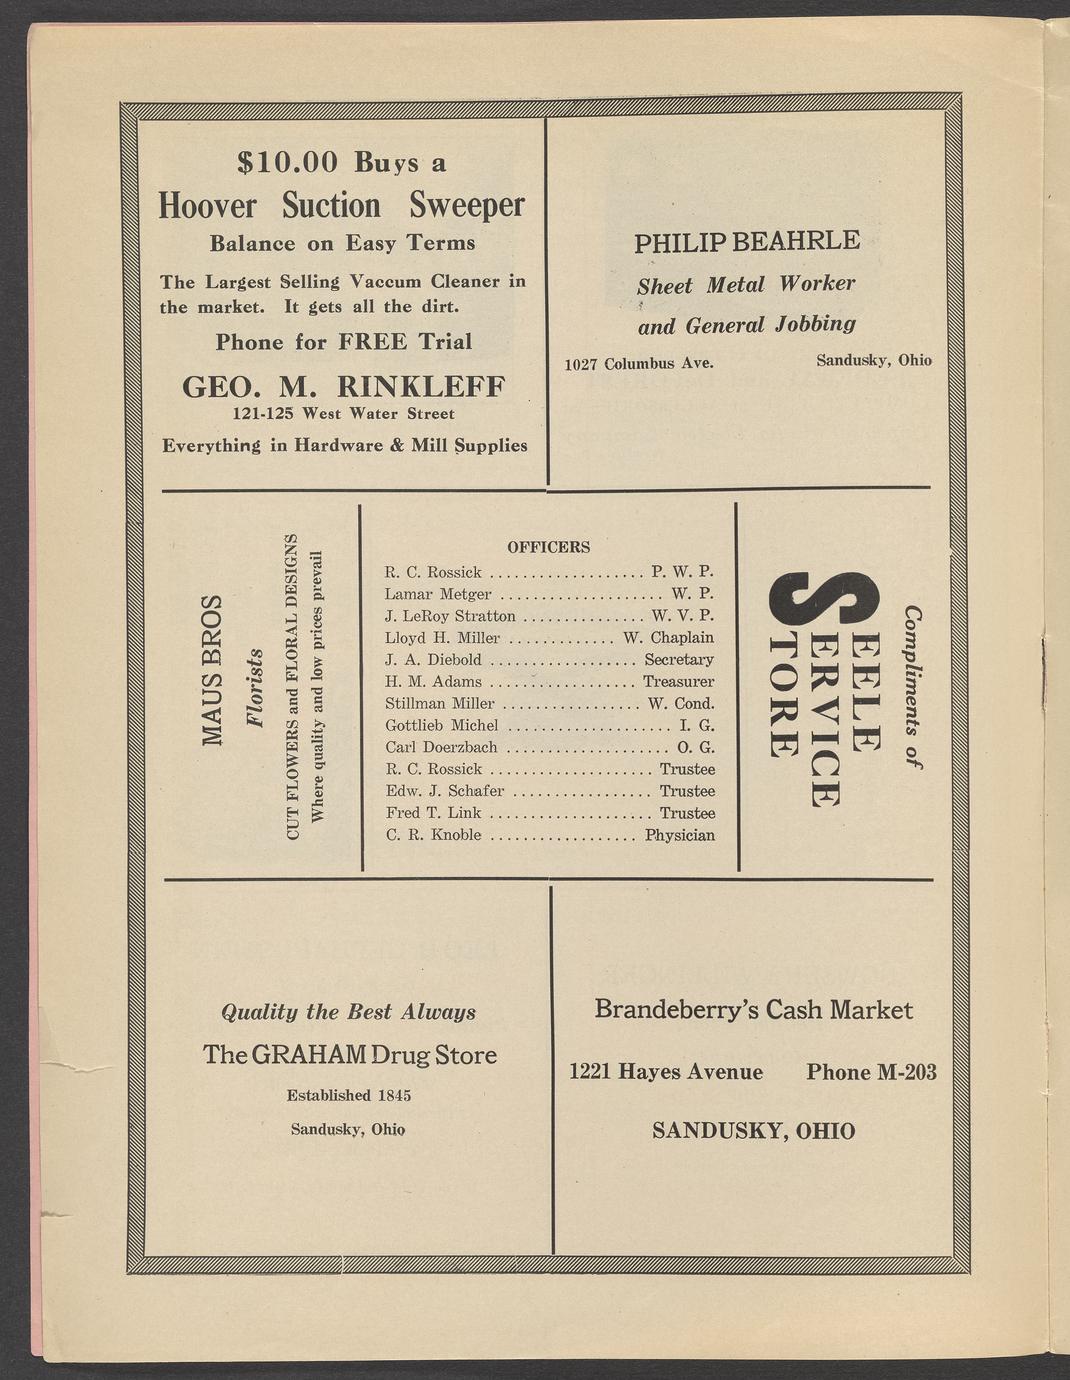 $10.00 Buys a
Hoover Suction Sweeper
Balance on Easy Terms
The Largest Selling Vaccum Cleaner in
the market. It gets all the dirt.
Phone for FREE Trial
GEO. M. RINKLEFF
121-125 West Water Street
Everything in Hardware & Mill Supplies
PHILIP BEAHRLE
Sheet Metal Worker
and General Jobbing
1027 Columbus Ave. Sandusky, Ohio
MAUS BROS
Florists
CUT FLOWERS and FLORAL DESIGNS
Where quality and low prices prevail
OFFICERS
R. C. Rossick ................... P. W. P.
Lamar Metger .................... W. P.
J. LeRoy Stratton ............... W. V. P.
Lloyd H. Miller ............. W. Chaplain
J. A. Diebold .................. Secretary
H. M. Adams .................. Treasurer
Stillman Miller ................. W. Cond.
Gottlieb Michel ..................... I. G.
Carl Doerzbach .................... O. G.
R. C. Rossick .................... Trustee
Edw. J. Schafer ................. Trustee
Fred T. Link .................... Trustee
C. R. Knoble .................. Physician
Compliments of
SEELE
SERVICE
STORE
Quality the Best Always
The GRAHAM Drug Store
Established 1845
Sandusky, Ohio
Brandeberry's Cash Market
1221 Hayes Avenue Phone M-203
SANDUSKY, OHIO